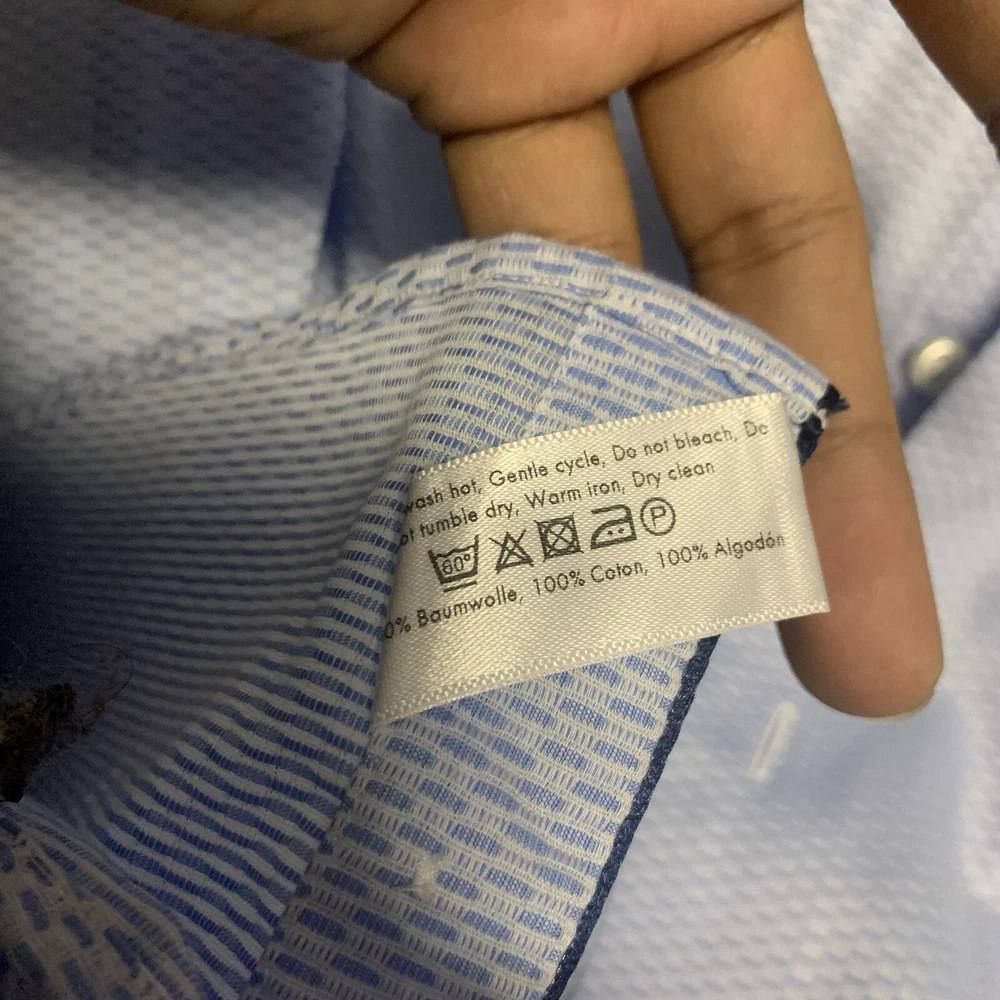 wash hot, Gentle cycle, Do not bleach, Do
ot tumble dry, Warm iron, Dry clean
60° P
0% Baumwolle, 100% Coton, 100% Algodón